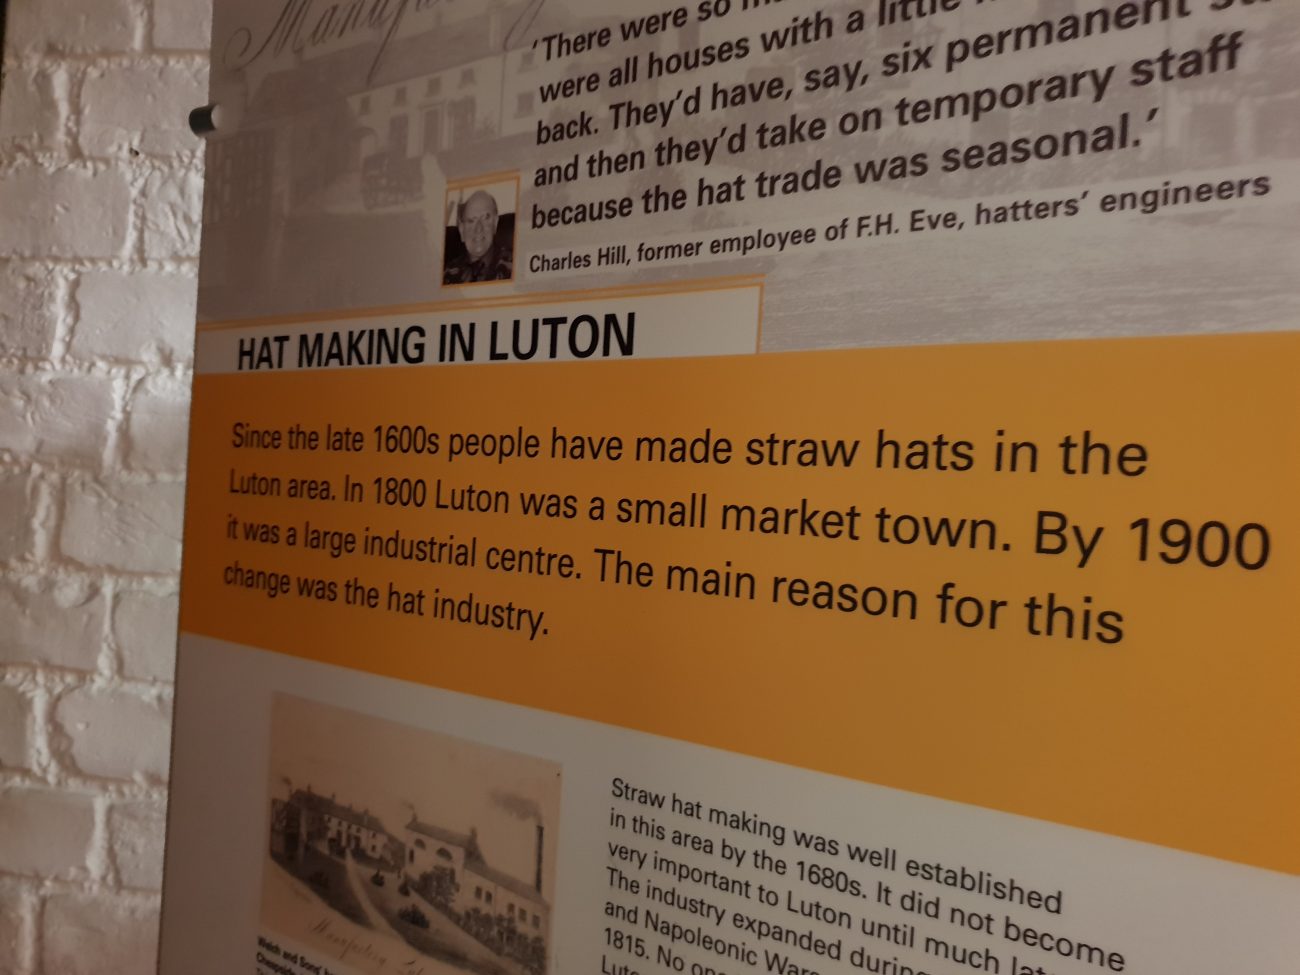 'There were so
were all houses with a little
back. They'd have, say, six permanent
and then they'd take on temporary staff
because the hat trade was seasonal.'
Charles Hill, former employee of F.H. Eve, hatters' engineers
HAT MAKING IN LUTON
Since the late 1600s people have made straw hats in the
Luton area. In 1800 Luton was a small market town. By 1900
it was a large industrial centre. The main reason for this
change was the hat industry.
Straw hat making was well established
in this area by the 1680s. It did not become
very important to Luton until much
The industry expanded during
and Napoleonic Wars
1815. No